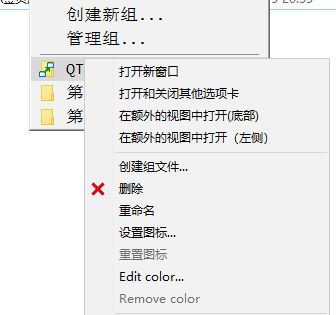 创建新组...
管理组...
QT
第
第
打开新窗口
打开和关闭其他选项卡
在额外的视图中打开(底部)
在额外的视图中打开（左侧）
创建组文件...
删除
重命名
设置图标...
重置图标
Edit color...
Remove color